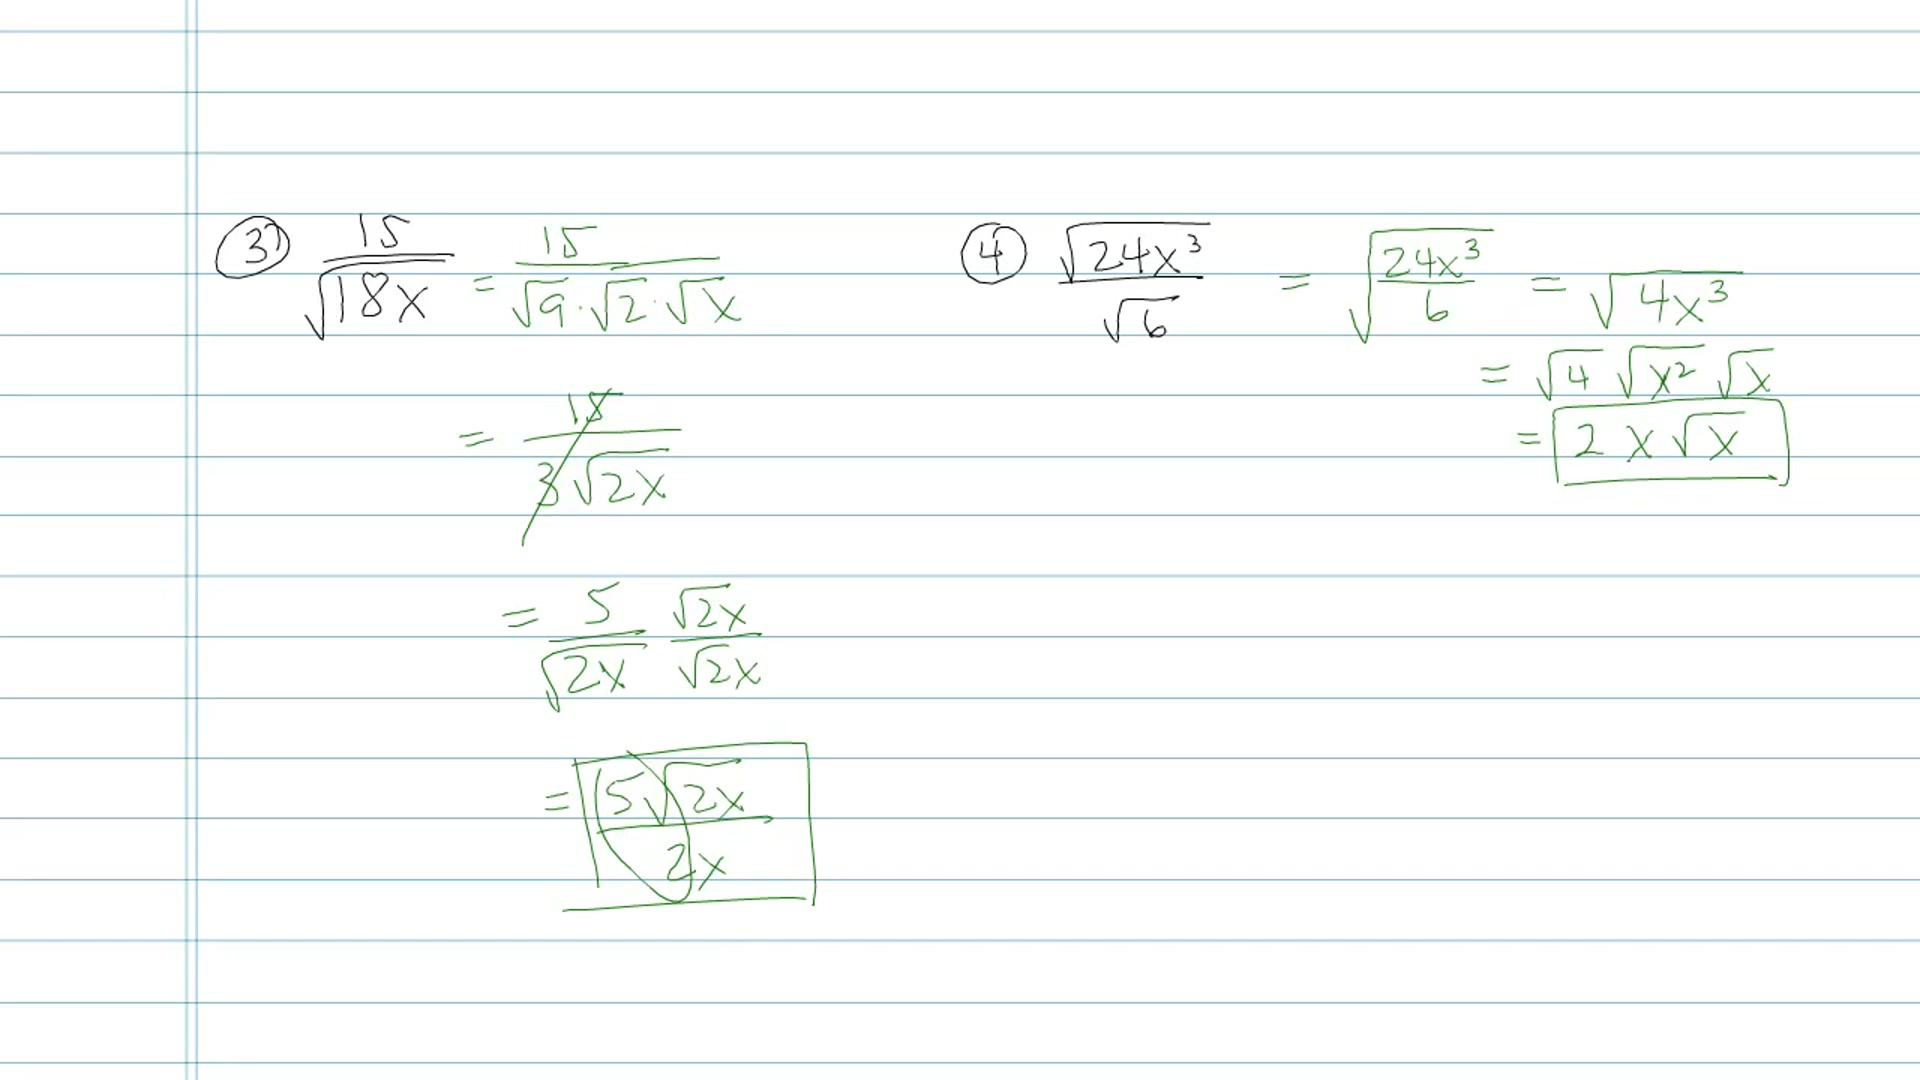 ③ 15/√(18x) = 15/(√9·√2·√x)
= 15/(3√(2x))
= 5/√(2x) √(2x)/√(2x)
= 5√(2x)/(2x)
④ √(24x³)/√6 = √(24x³/6) = √(4x³)
= √4 √(x²) √x
= 2x√x